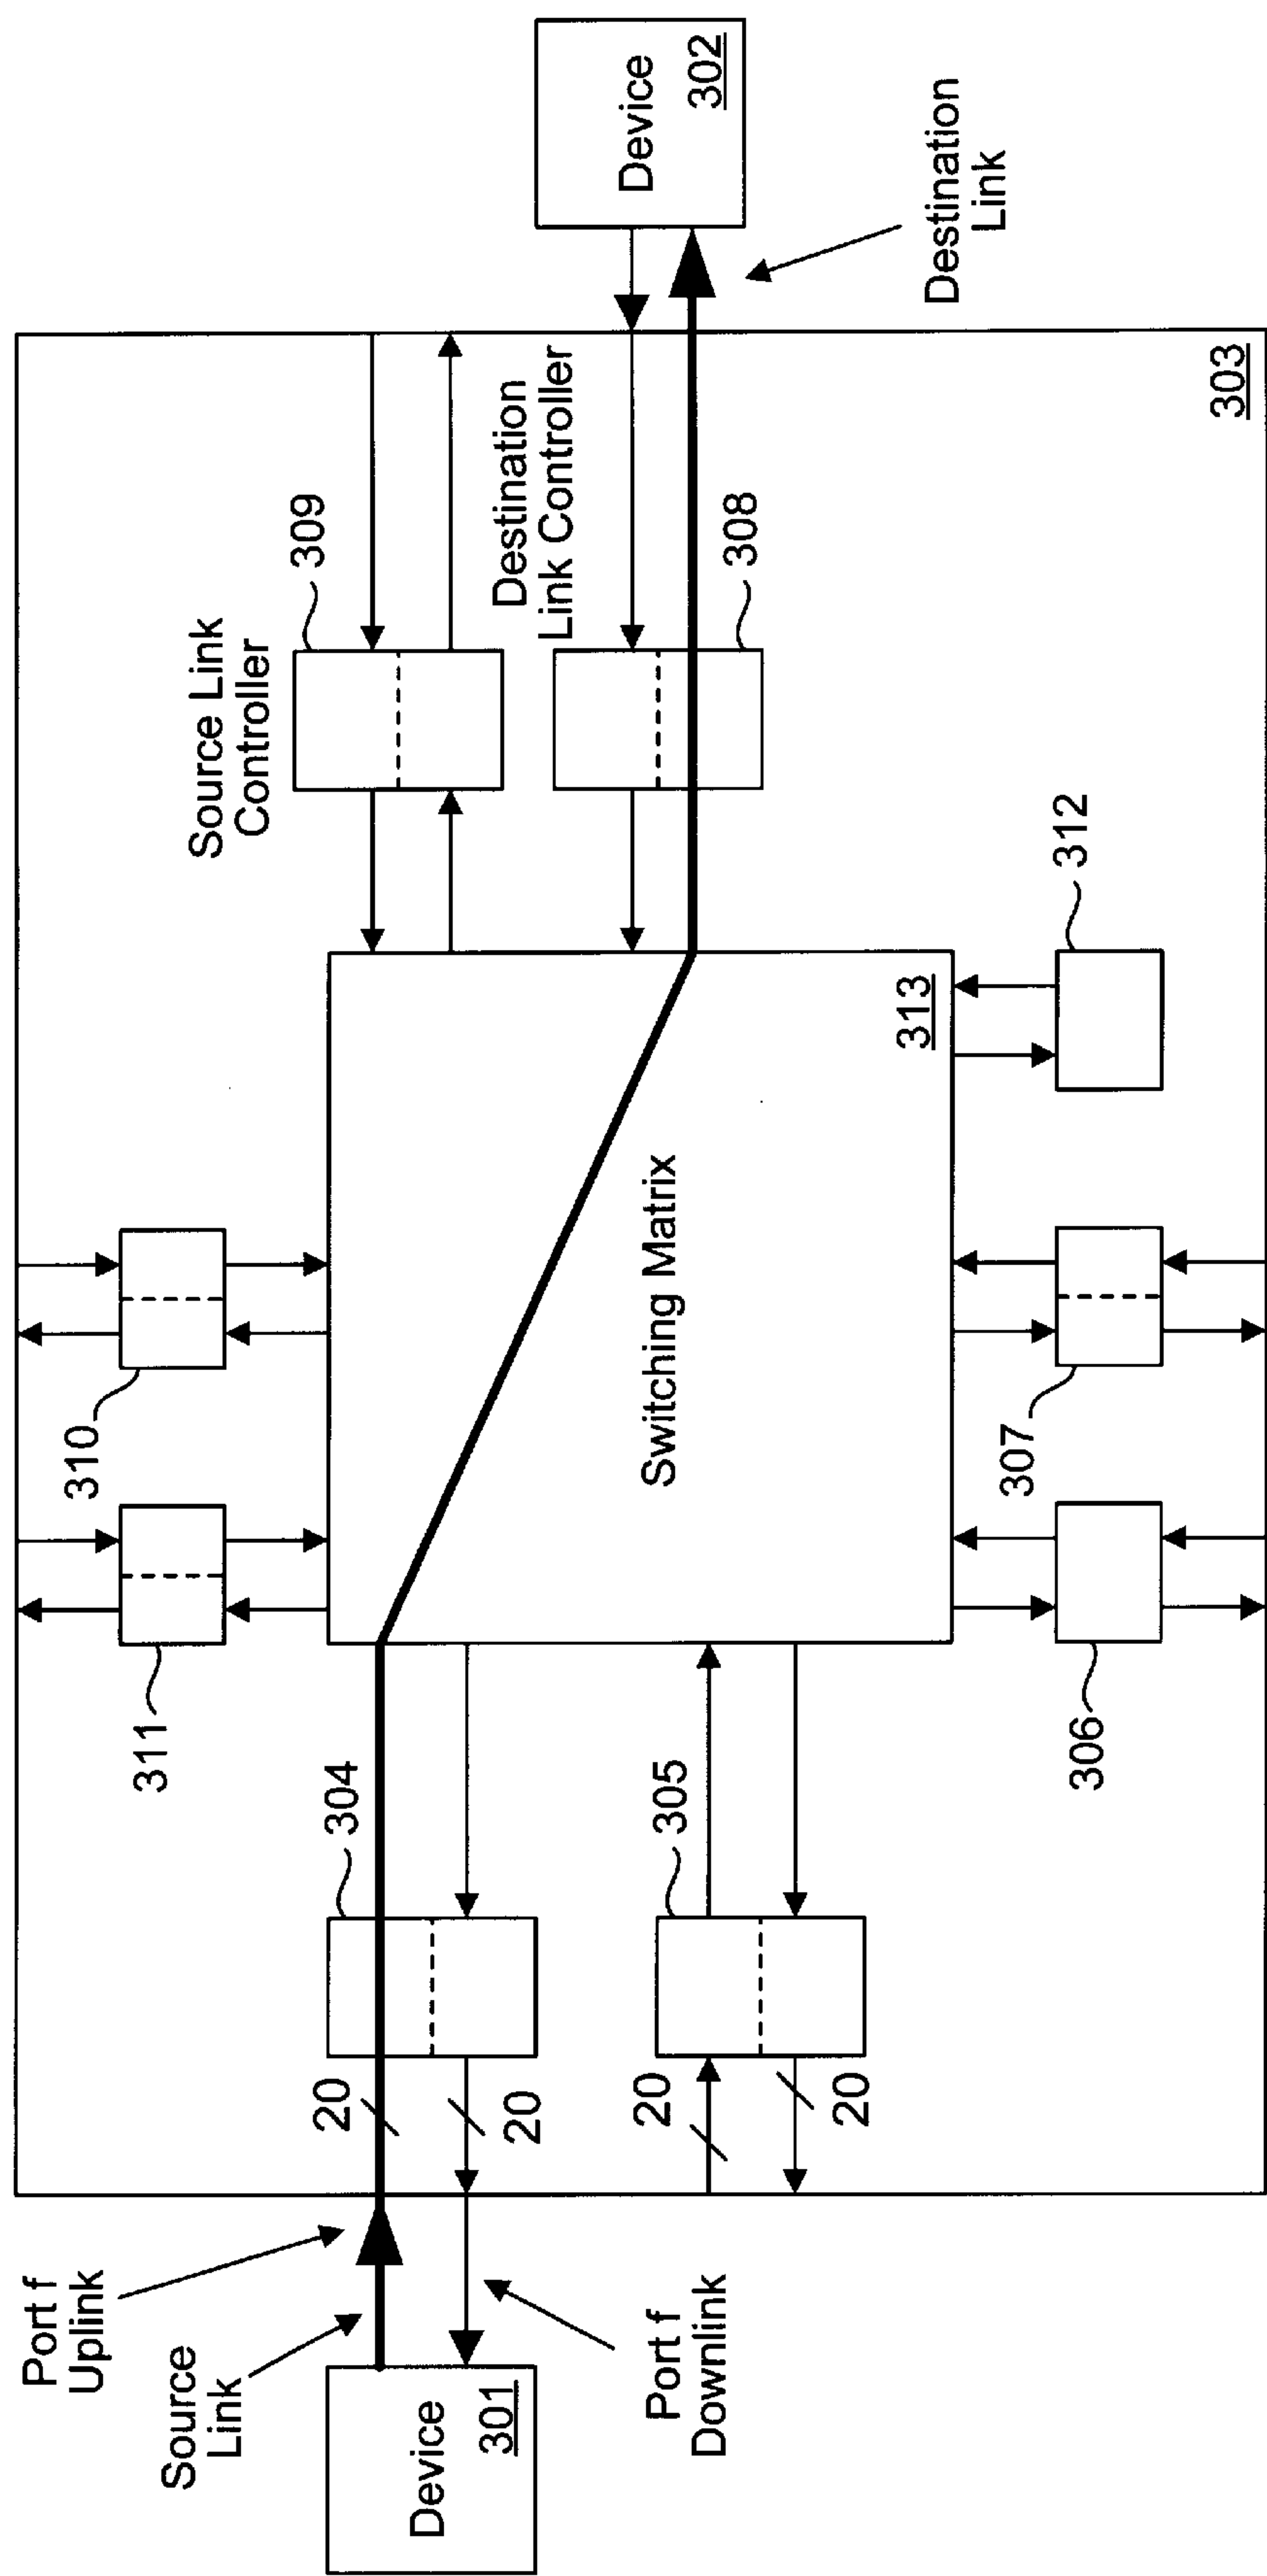 Port f
Uplink
Source
Link
Device
301
Port f
Downlink
20
20
304
20
20
305
311
310
Switching Matrix
313
306
307
312
Source Link
Controller
309
Destination
Link Controller
308
303
Device
302
Destination
Link